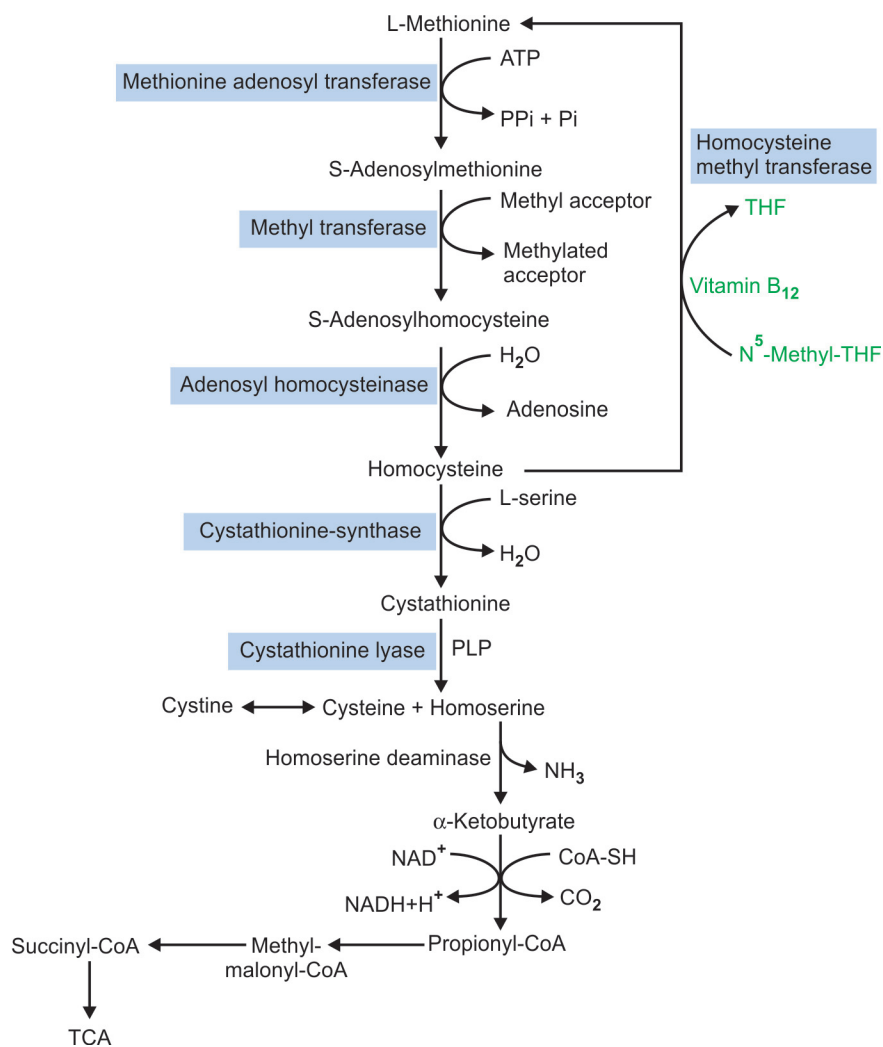 L-Methionine
ATP
Methionine adenosyl transferase
PPi + Pi
Homocysteine
methyl transferase
S-Adenosylmethionine
Methyl acceptor
THF
Methyl transferase
Methylated
acceptor
Vitamin B₁₂
S-Adenosylhomocysteine
N⁵-Methyl-THF
H₂O
Adenosyl homocysteinase
Adenosine
Homocysteine
L-serine
Cystathionine-synthase
H₂O
Cystathionine
Cystathionine lyase
PLP
Cystine
Cysteine + Homoserine
Homoserine deaminase
NH₃
α-Ketobutyrate
NAD⁺
CoA-SH
NADH+H⁺
CO₂
Succinyl-CoA
Methyl-
malonyl-CoA
Propionyl-CoA
TCA